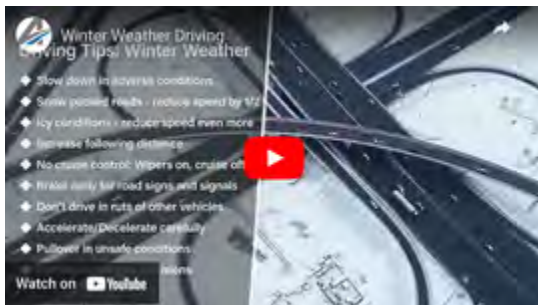 Winter Weather Driving
Driving Tips: Winter Weather
Slow down in adverse conditions
Snow packed roads - reduce speed by 1/2
Icy conditions - reduce speed even more
Increase following distance
No cruise control: Wipers on, cruise off
Brake early for road signs and signals
Don't drive in ruts of other vehicles
Accelerate/Decelerate carefully
Pullover in unsafe conditions
Watch on YouTube